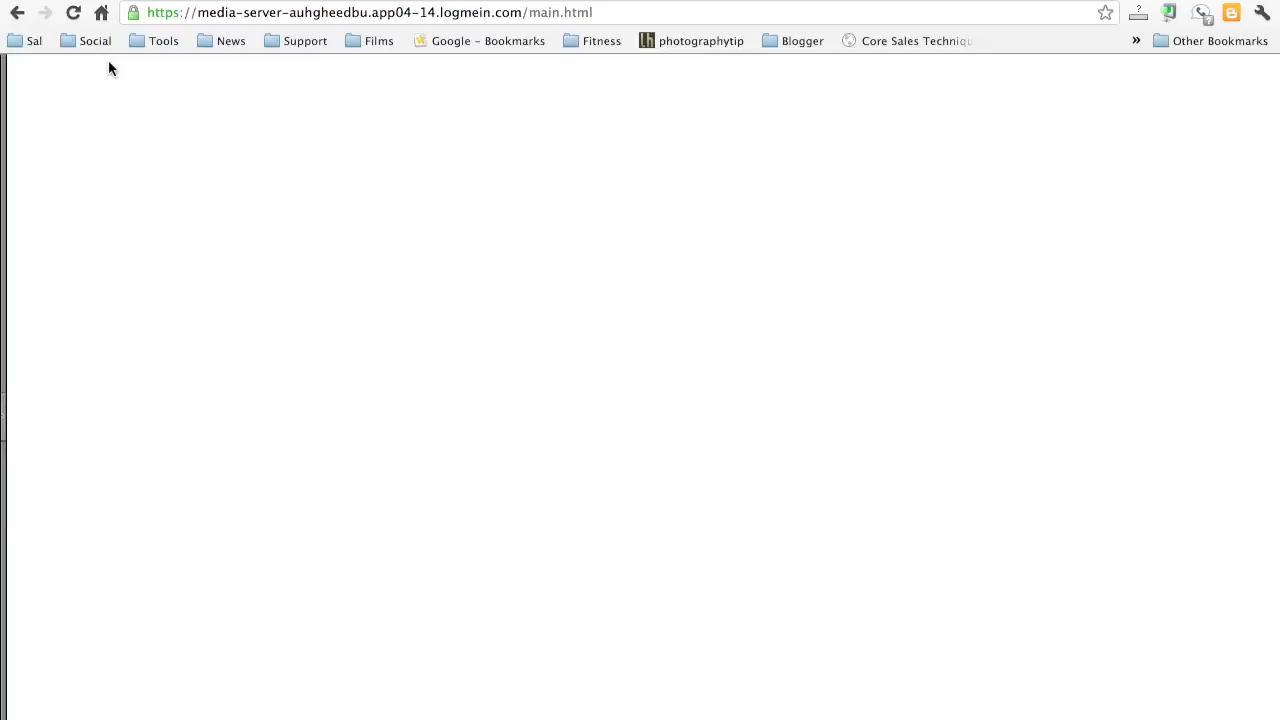 https://media-server-auhgheedbu.app04-14.logmein.com/main.html
Sal Social Tools News Support Films Google - Bookmarks Fitness photographytip Blogger Core Sales Techniqu » Other Bookmarks